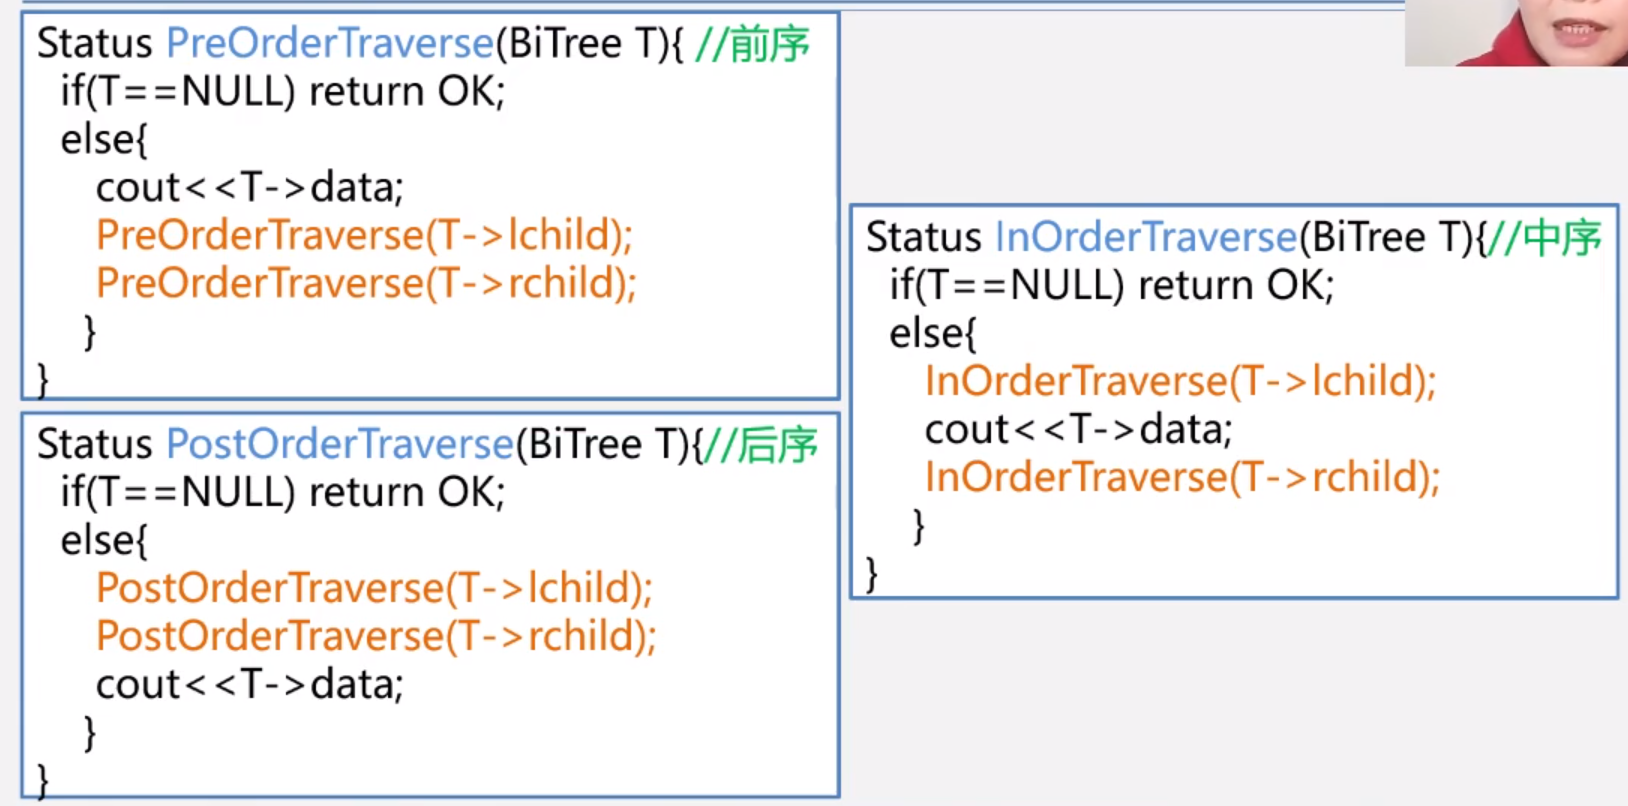 Status PreOrderTraverse(BiTree T){ //前序
if(T==NULL) return OK;
else{
cout<<T->data;
PreOrderTraverse(T->lchild);
PreOrderTraverse(T->rchild);
}
}
Status PostOrderTraverse(BiTree T){//后序
if(T==NULL) return OK;
else{
PostOrderTraverse(T->lchild);
PostOrderTraverse(T->rchild);
cout<<T->data;
}
}
Status InOrderTraverse(BiTree T){//中序
if(T==NULL) return OK;
else{
InOrderTraverse(T->lchild);
cout<<T->data;
InOrderTraverse(T->rchild);
}
}